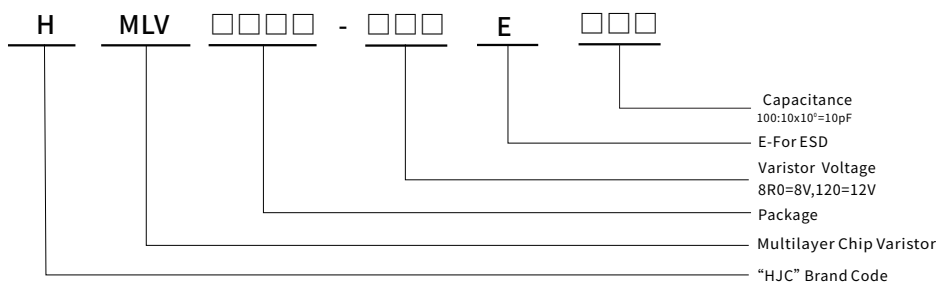 H MLV □□□□ - □□□ E □□□
Capacitance
100:10x10⁰=10pF
E-For ESD
Varistor Voltage
8R0=8V,120=12V
Package
Multilayer Chip Varistor
“HJC” Brand Code